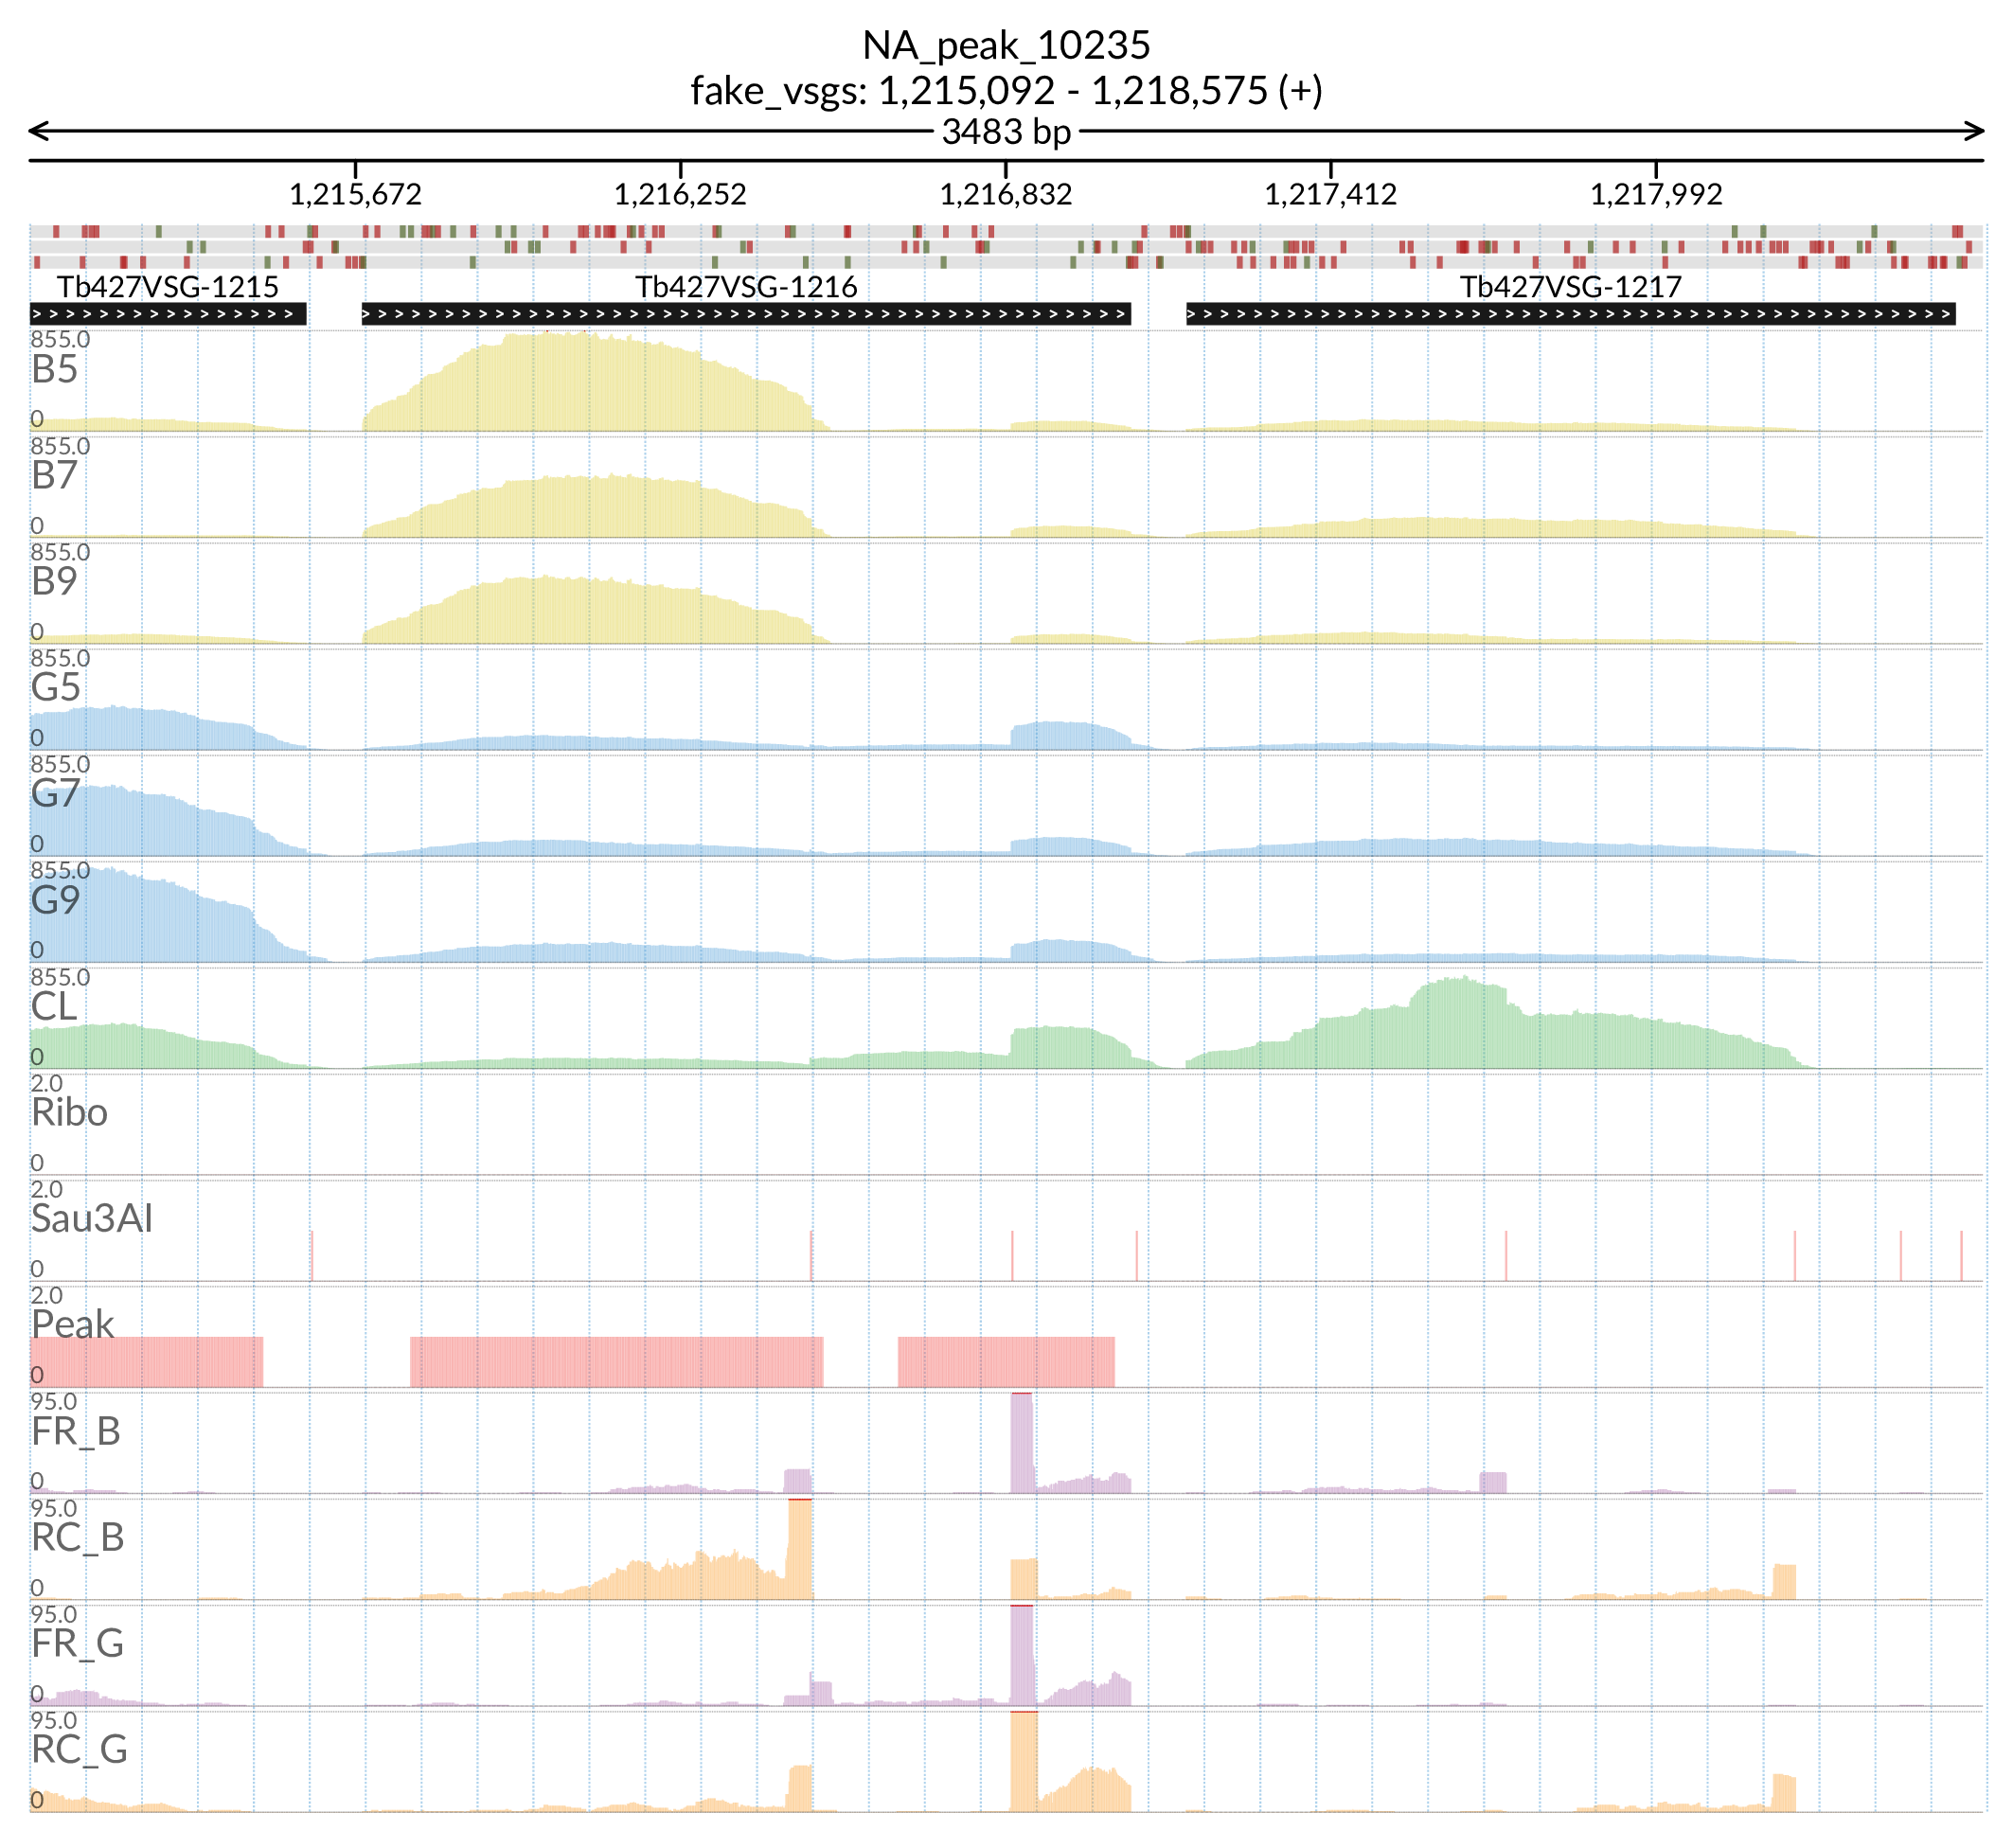 NA_peak_10235
fake_vsgs: 1,215,092 - 1,218,575 (+)
3483 bp
1,215,672 1,216,252 1,216,832 1,217,412 1,217,992
Tb427VSG-1215 Tb427VSG-1216 Tb427VSG-1217
855.0
B5
0
855.0
B7
0
855.0
B9
0
855.0
G5
0
855.0
G7
0
855.0
G9
0
855.0
CL
0
2.0
Ribo
0
2.0
Sau3AI
0
2.0
Peak
0
95.0
FR_B
0
95.0
RC_B
0
95.0
FR_G
0
95.0
RC_G
0